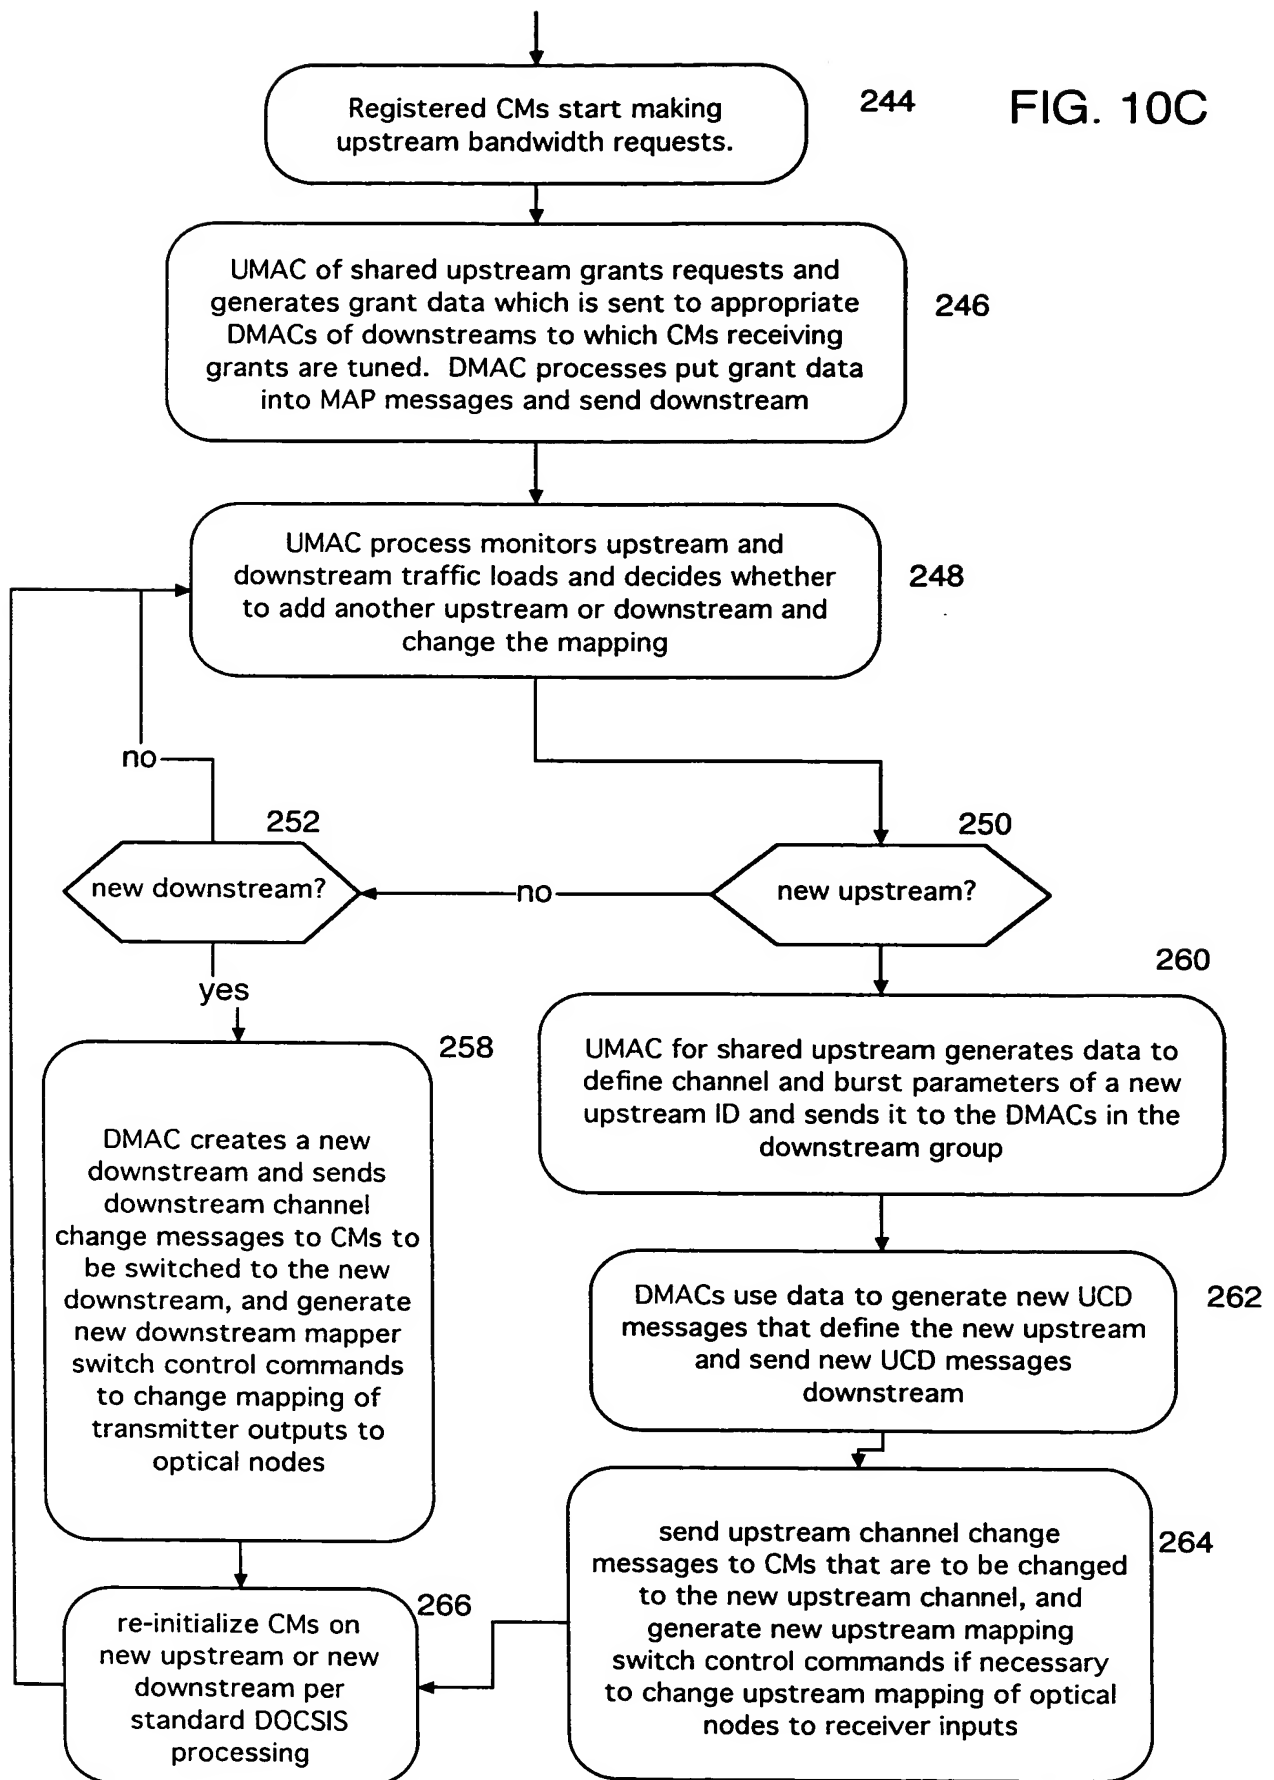 FIG. 10C
244
Registered CMs start making
upstream bandwidth requests.
246
UMAC of shared upstream grants requests and
generates grant data which is sent to appropriate
DMACs of downstreams to which CMs receiving
grants are tuned. DMAC processes put grant data
into MAP messages and send downstream
248
UMAC process monitors upstream and
downstream traffic loads and decides whether
to add another upstream or downstream and
change the mapping
no
252
new downstream?
no
250
new upstream?
yes
258
DMAC creates a new
downstream and sends
downstream channel
change messages to CMs to
be switched to the new
downstream, and generate
new downstream mapper
switch control commands
to change mapping of
transmitter outputs to
optical nodes
260
UMAC for shared upstream generates data to
define channel and burst parameters of a new
upstream ID and sends it to the DMACs in the
downstream group
262
DMACs use data to generate new UCD
messages that define the new upstream
and send new UCD messages
downstream
264
send upstream channel change
messages to CMs that are to be changed
to the new upstream channel, and
generate new upstream mapping
switch control commands if necessary
to change upstream mapping of optical
nodes to receiver inputs
266
re-initialize CMs on
new upstream or new
downstream per
standard DOCSIS
processing